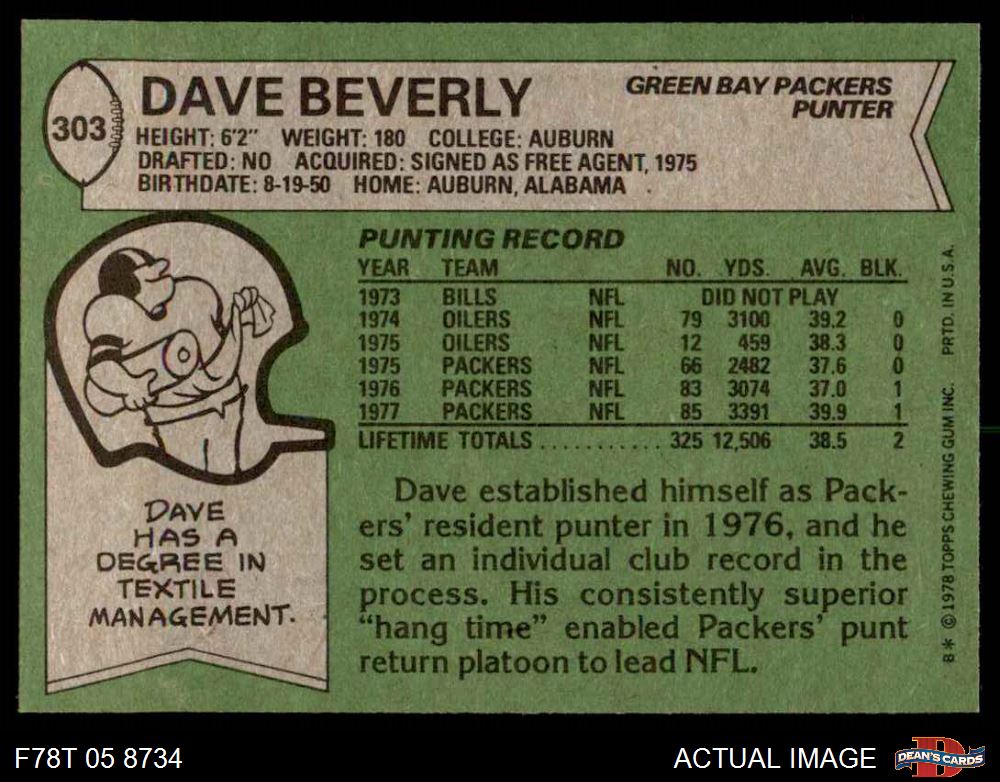 303
DAVE BEVERLY
GREEN BAY PACKERS
PUNTER
HEIGHT: 6'2" WEIGHT: 180 COLLEGE: AUBURN
DRAFTED: NO ACQUIRED: SIGNED AS FREE AGENT, 1975
BIRTHDATE: 8-19-50 HOME: AUBURN, ALABAMA
PUNTING RECORD
YEAR TEAM NO. YDS. AVG. BLK.
1973 BILLS NFL DID NOT PLAY
1974 OILERS NFL 79 3100 39.2 0
1975 OILERS NFL 12 459 38.3 0
1975 PACKERS NFL 66 2482 37.6 0
1976 PACKERS NFL 83 3074 37.0 1
1977 PACKERS NFL 85 3391 39.9 1
LIFETIME TOTALS ............ 325 12,506 38.5 2
DAVE
HAS A
DEGREE IN
TEXTILE
MANAGEMENT.
Dave established himself as Pack-
ers' resident punter in 1976, and he
set an individual club record in the
process. His consistently superior
"hang time" enabled Packers' punt
return platoon to lead NFL.
8* ©1978 TOPPS CHEWING GUM INC. PRTD. IN U.S.A.
F78T 05 8734
ACTUAL IMAGE
D
DEAN'S CARDS